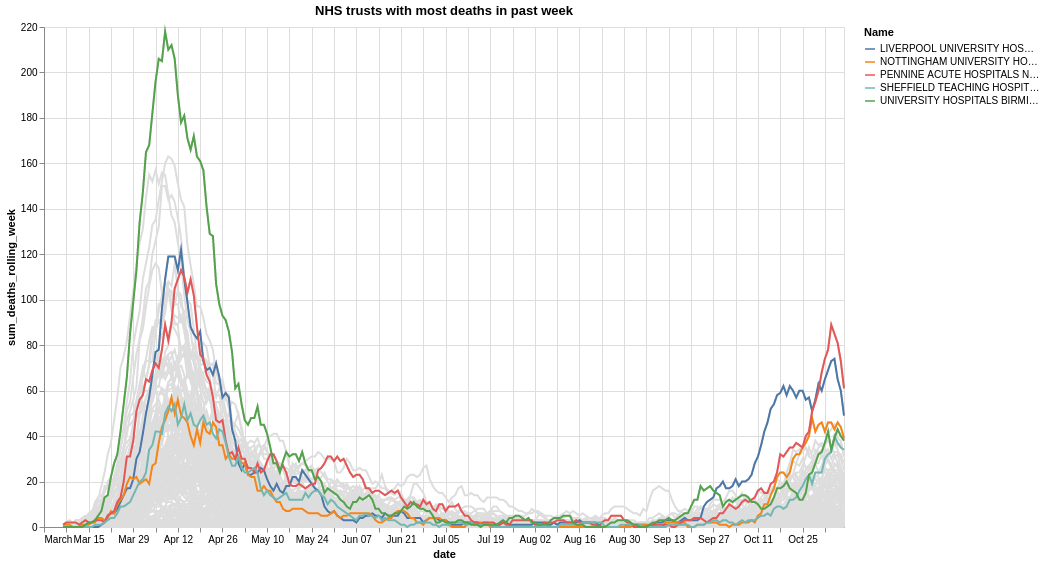 NHS trusts with most deaths in past week
220
200
180
160
140
120
100
80
60
40
20
0
sum_deaths_rolling_week
March Mar 15 Mar 29 Apr 12 Apr 26 May 10 May 24 Jun 07 Jun 21 Jul 05 Jul 19 Aug 02 Aug 16 Aug 30 Sep 13 Sep 27 Oct 11 Oct 25
date
Name
LIVERPOOL UNIVERSITY HOS…
NOTTINGHAM UNIVERSITY HO…
PENNINE ACUTE HOSPITALS N…
SHEFFIELD TEACHING HOSPIT…
UNIVERSITY HOSPITALS BIRMI…